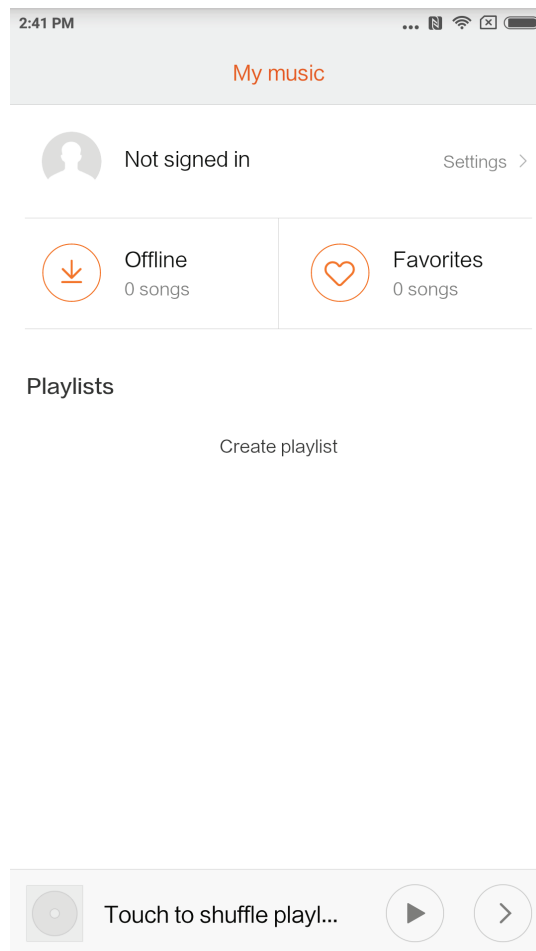 2:41 PM
My music
Not signed in
Settings
Offline
0 songs
Favorites
0 songs
Playlists
Create playlist
Touch to shuffle playl...